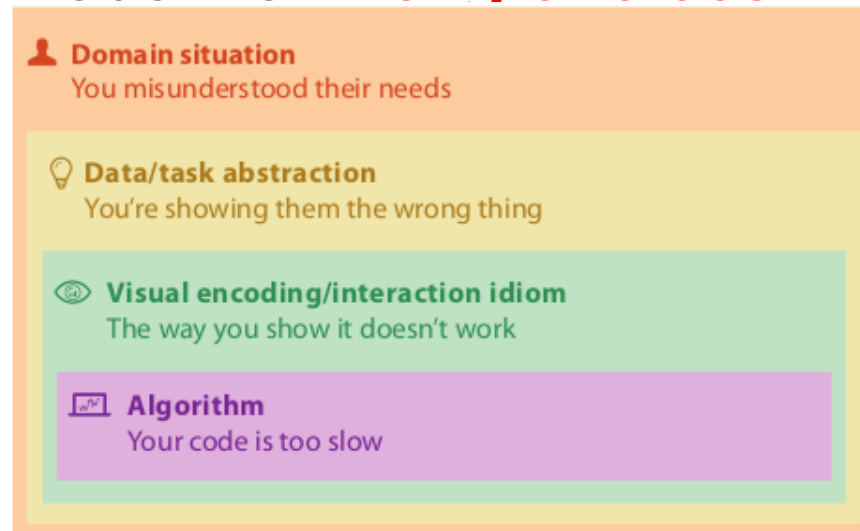 Domain situation
You misunderstood their needs
Data/task abstraction
You're showing them the wrong thing
Visual encoding/interaction idiom
The way you show it doesn't work
Algorithm
Your code is too slow